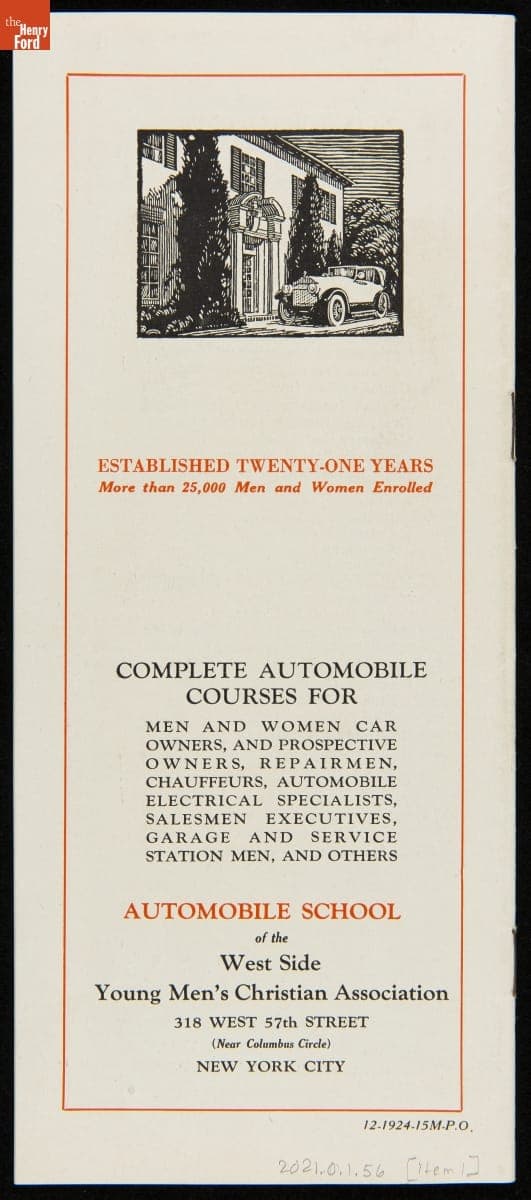 the
Henry
Ford
ESTABLISHED TWENTY-ONE YEARS
More than 25,000 Men and Women Enrolled
COMPLETE AUTOMOBILE
COURSES FOR
MEN AND WOMEN CAR
OWNERS, AND PROSPECTIVE
OWNERS, REPAIRMEN,
CHAUFFEURS, AUTOMOBILE
ELECTRICAL SPECIALISTS,
SALESMEN EXECUTIVES,
GARAGE AND SERVICE
STATION MEN, AND OTHERS
AUTOMOBILE SCHOOL
of the
West Side
Young Men's Christian Association
318 WEST 57th STREET
(Near Columbus Circle)
NEW YORK CITY
12-1924-15M-P.O.
2021.0.1.56 [item 1]